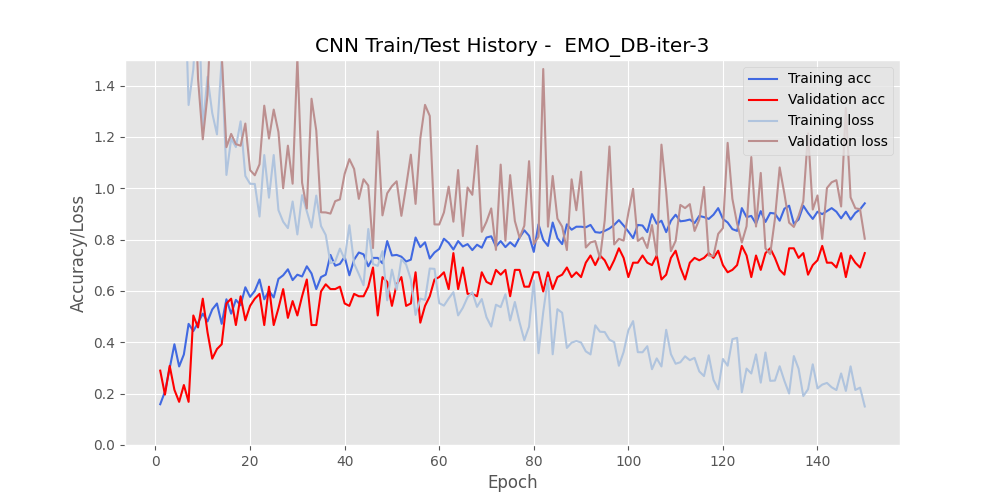 CNN Train/Test History -  EMO_DB-iter-3
Training acc
Validation acc
Training loss
Validation loss
Accuracy/Loss
1.4
1.2
1.0
0.8
0.6
0.4
0.2
0.0
0 20 40 60 80 100 120 140
Epoch